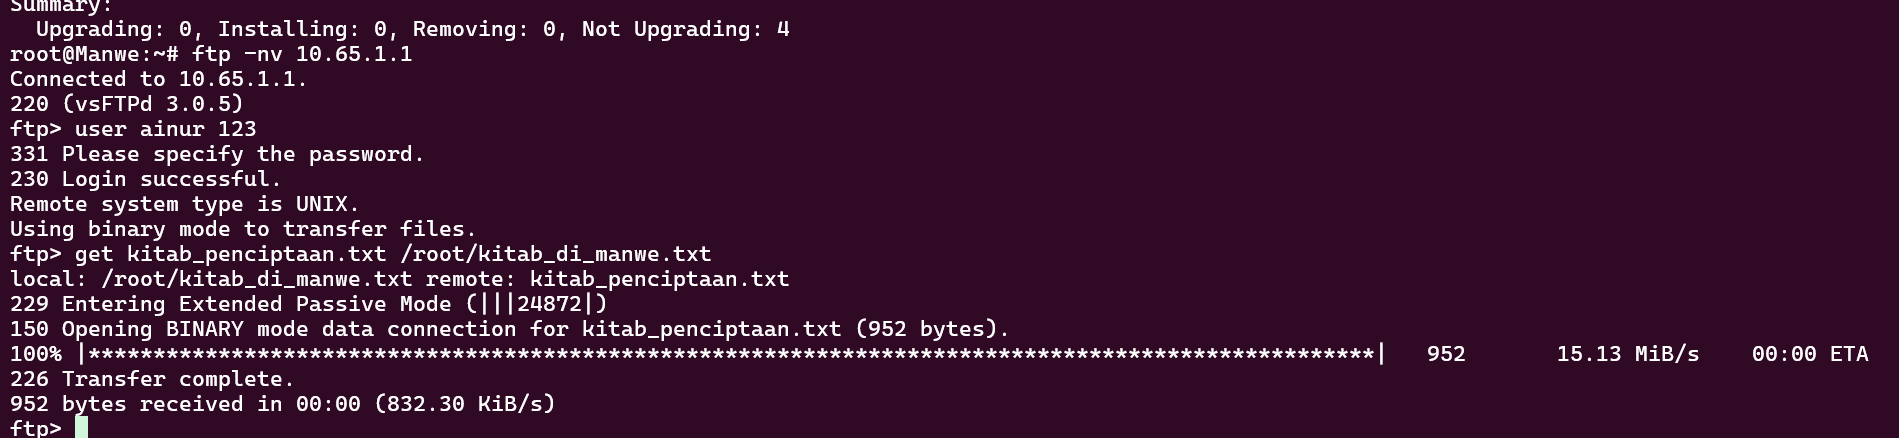 Summary:
  Upgrading: 0, Installing: 0, Removing: 0, Not Upgrading: 4
root@Manwe:~# ftp -nv 10.65.1.1
Connected to 10.65.1.1.
220 (vsFTPd 3.0.5)
ftp> user ainur 123
331 Please specify the password.
230 Login successful.
Remote system type is UNIX.
Using binary mode to transfer files.
ftp> get kitab_penciptaan.txt /root/kitab_di_manwe.txt
local: /root/kitab_di_manwe.txt remote: kitab_penciptaan.txt
229 Entering Extended Passive Mode (|||24872|)
150 Opening BINARY mode data connection for kitab_penciptaan.txt (952 bytes).
100% |***************************************************************************************************|   952       15.13 MiB/s    00:00 ETA
226 Transfer complete.
952 bytes received in 00:00 (832.30 KiB/s)
ftp>